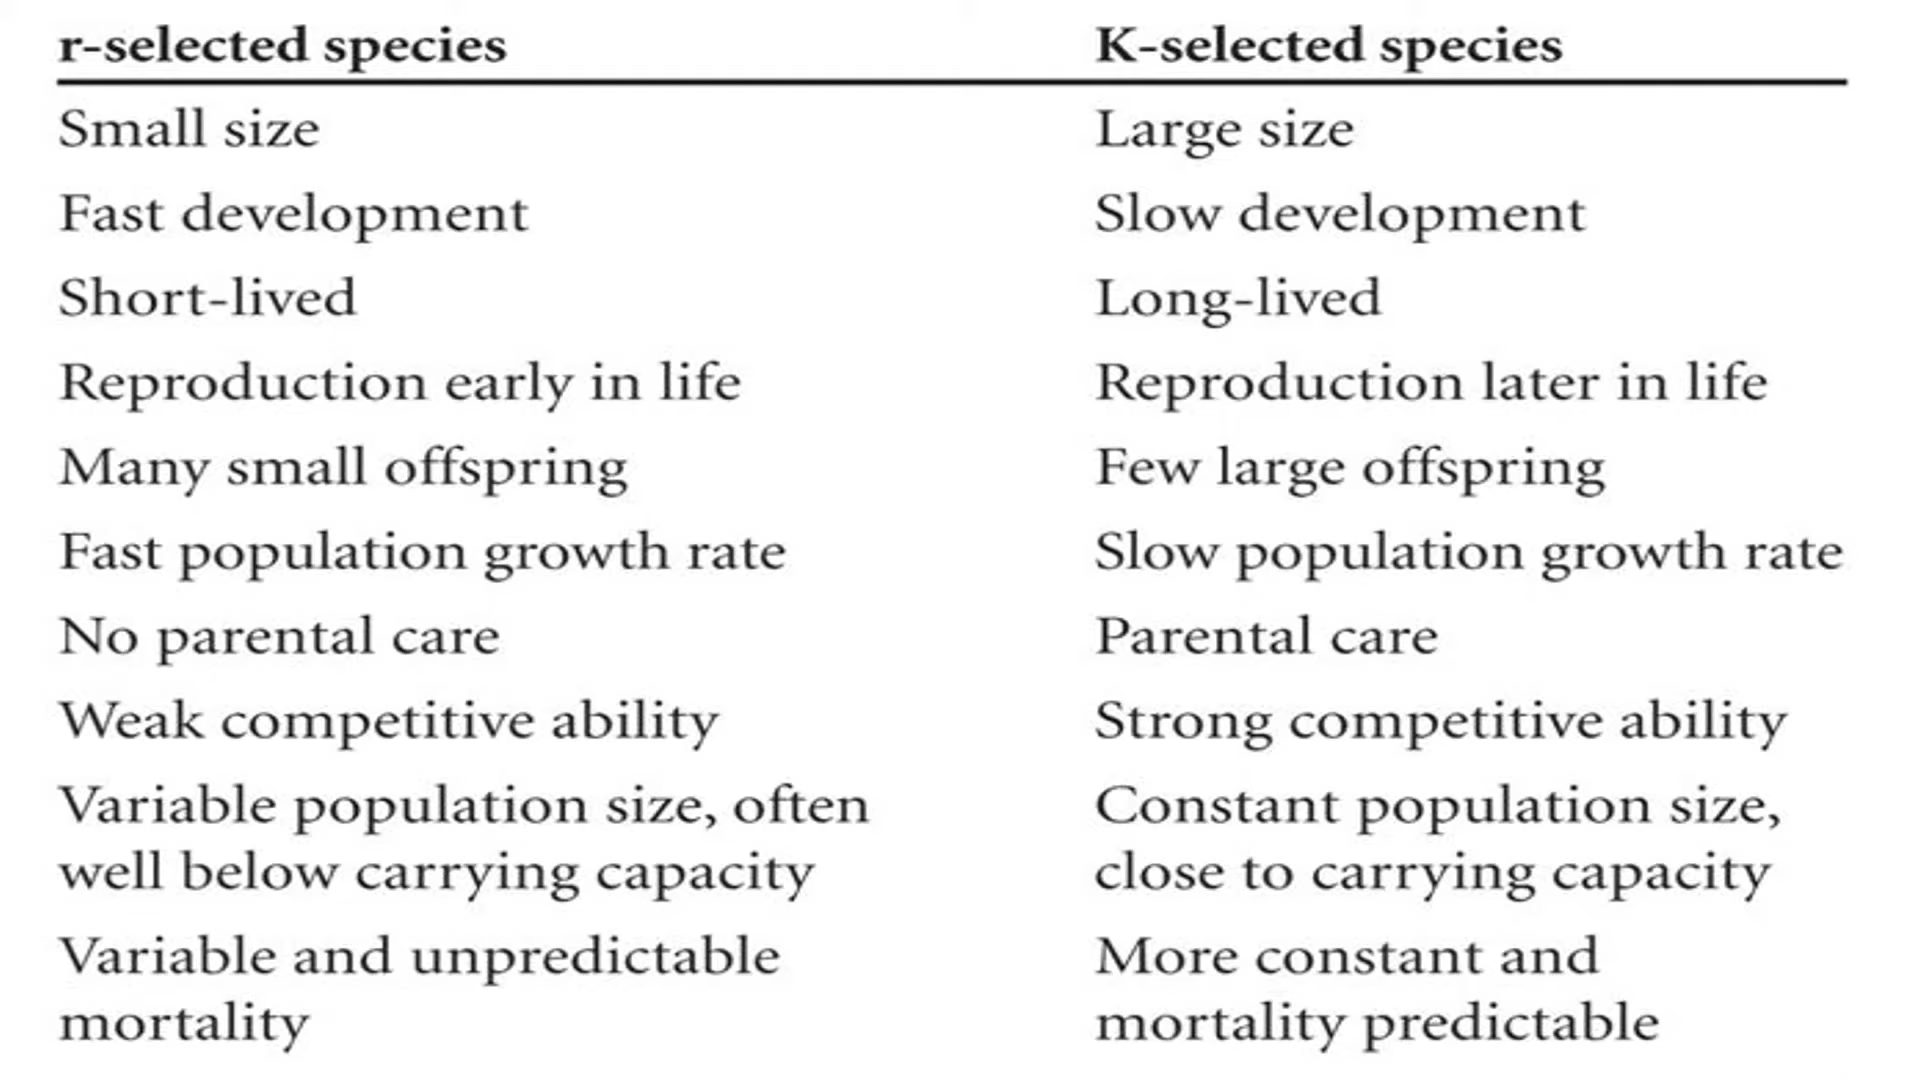 r-selected species K-selected species
Small size Large size
Fast development Slow development
Short-lived Long-lived
Reproduction early in life Reproduction later in life
Many small offspring Few large offspring
Fast population growth rate Slow population growth rate
No parental care Parental care
Weak competitive ability Strong competitive ability
Variable population size, often Constant population size,
well below carrying capacity close to carrying capacity
Variable and unpredictable More constant and
mortality mortality predictable